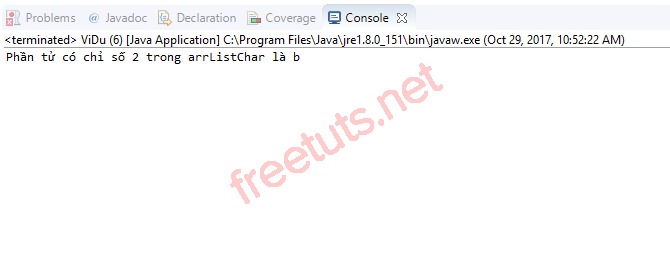 Problems @ Javadoc Declaration Coverage Console
<terminated> ViDu (6) [Java Application] C:\Program Files\Java\jre1.8.0_151\bin\javaw.exe (Oct 29, 2017, 10:52:22 AM)
Phần tử có chỉ số 2 trong arrListChar là b
freetuts.net